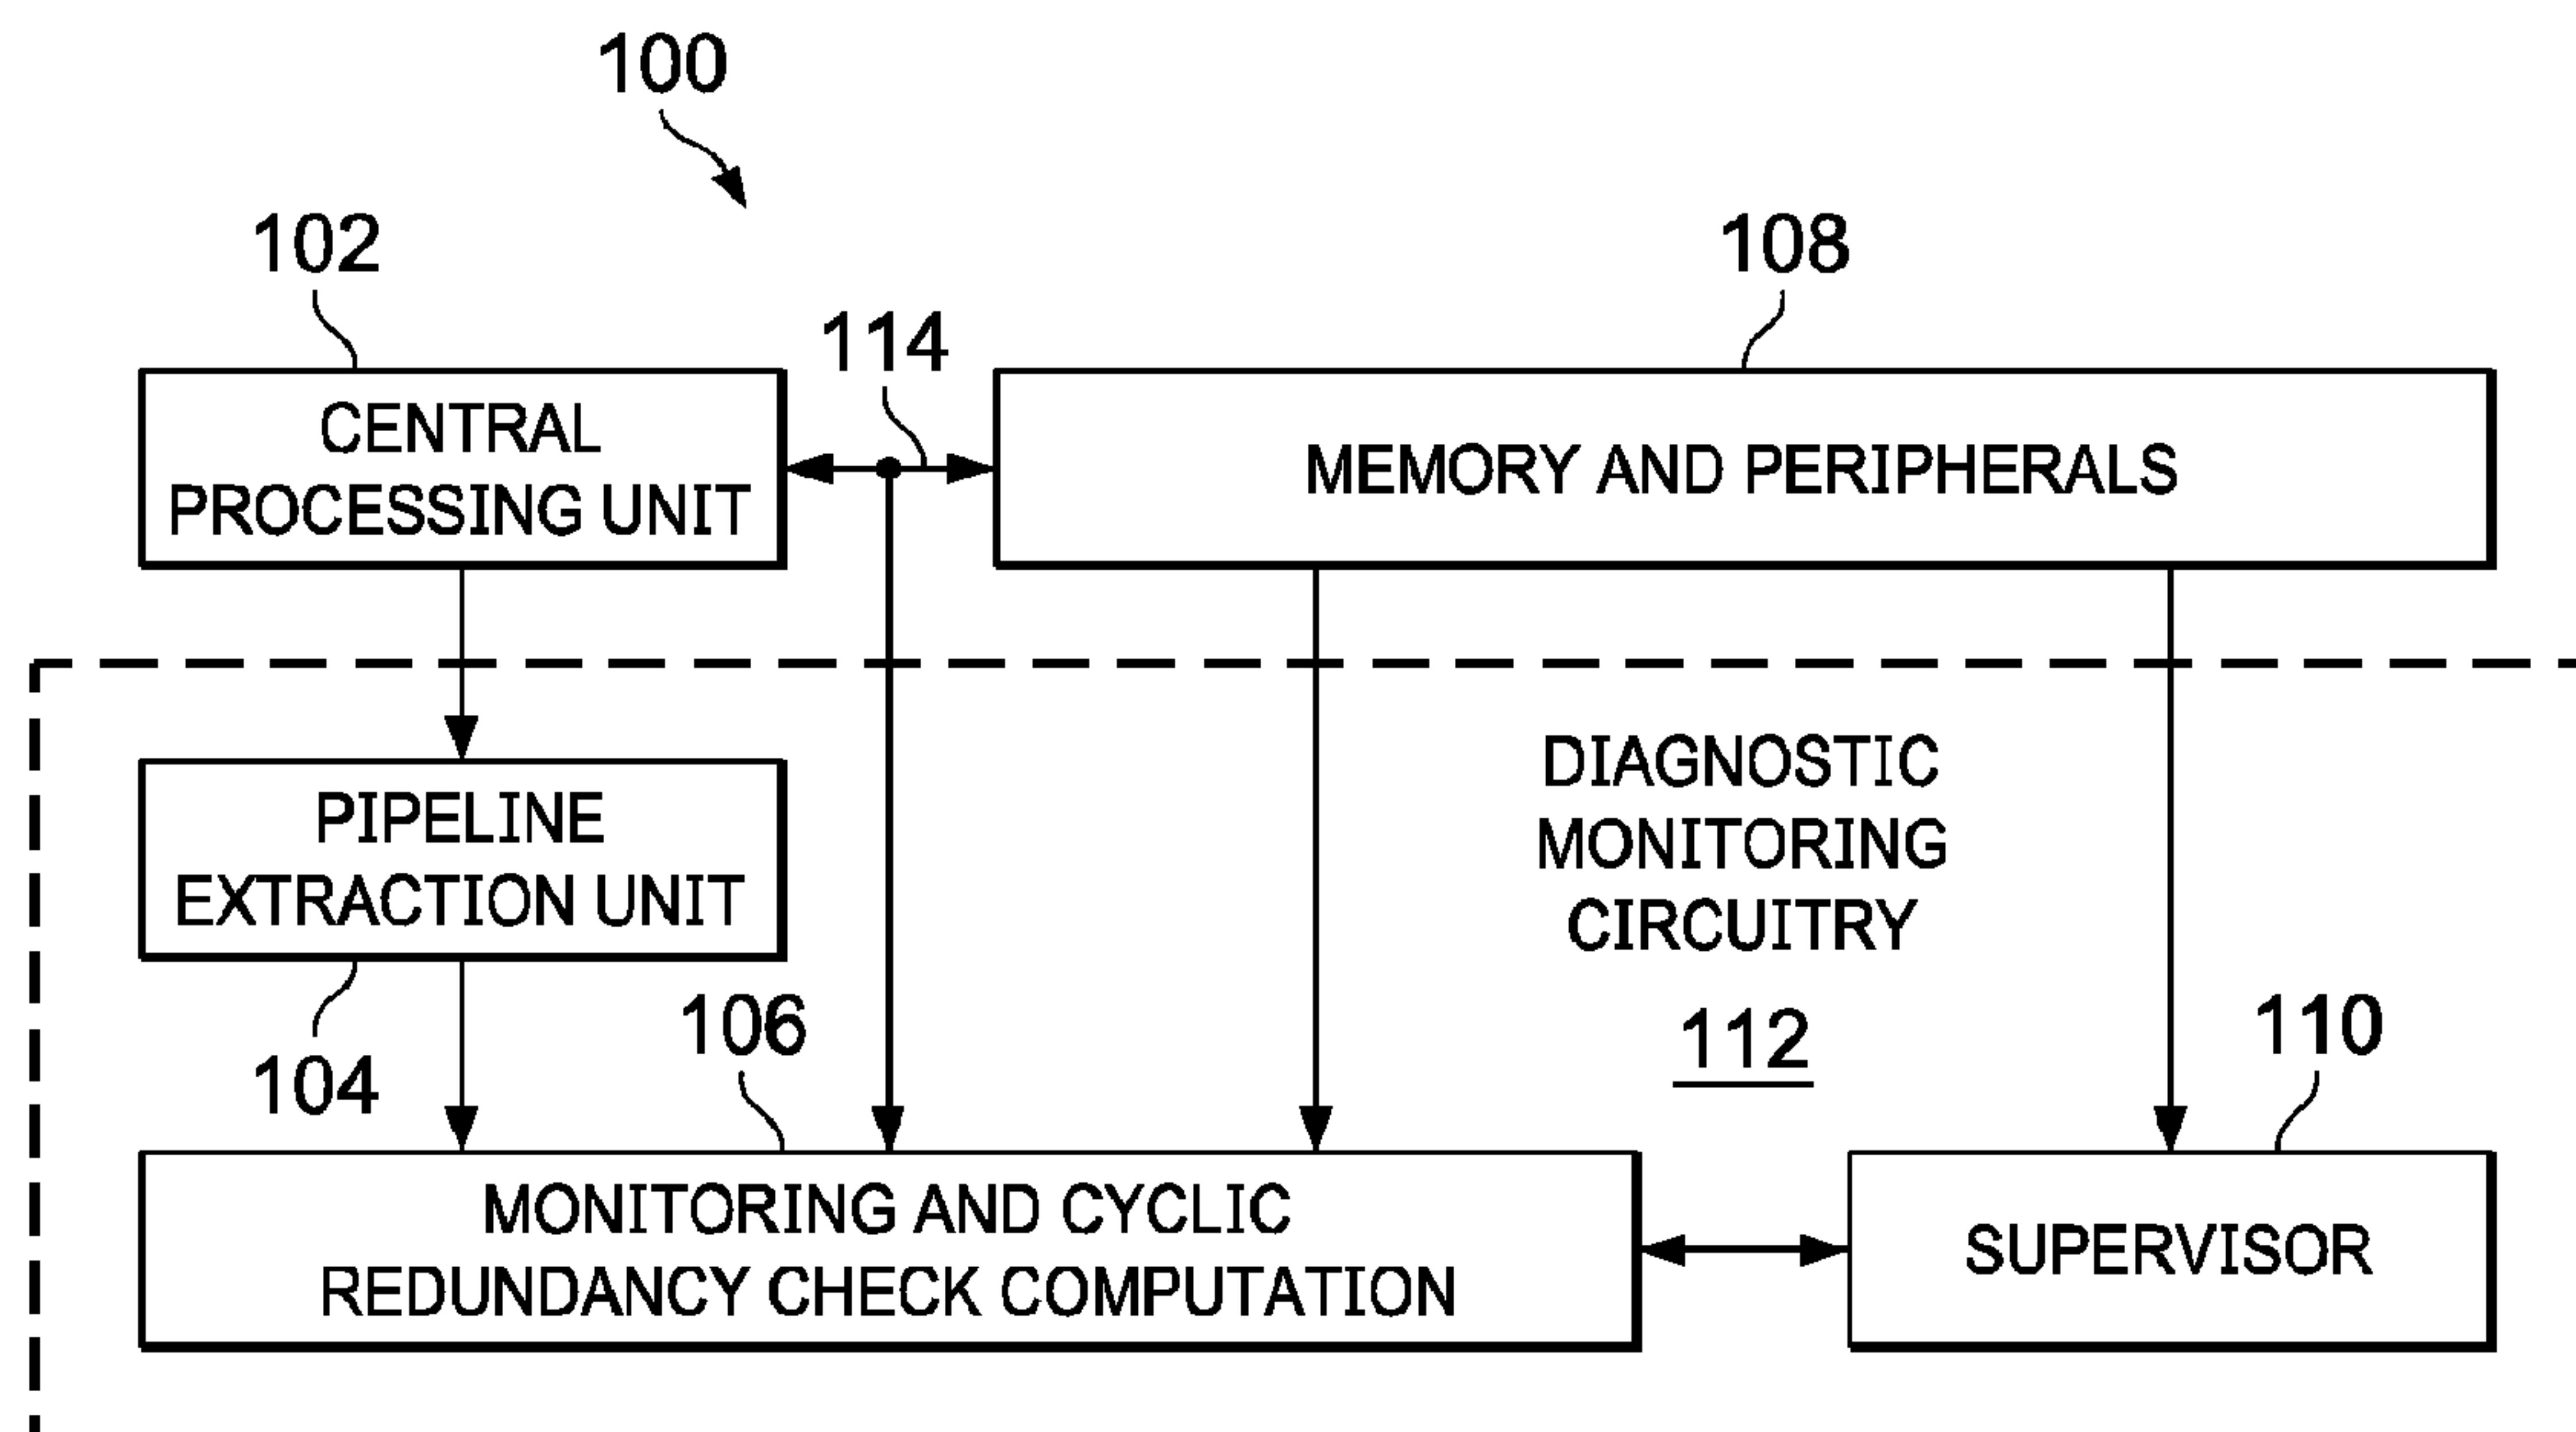 100
102
108
114
CENTRAL
PROCESSING UNIT
MEMORY AND PERIPHERALS
DIAGNOSTIC
MONITORING
CIRCUITRY
PIPELINE
EXTRACTION UNIT
104
106
112
110
MONITORING AND CYCLIC
REDUNDANCY CHECK COMPUTATION
SUPERVISOR